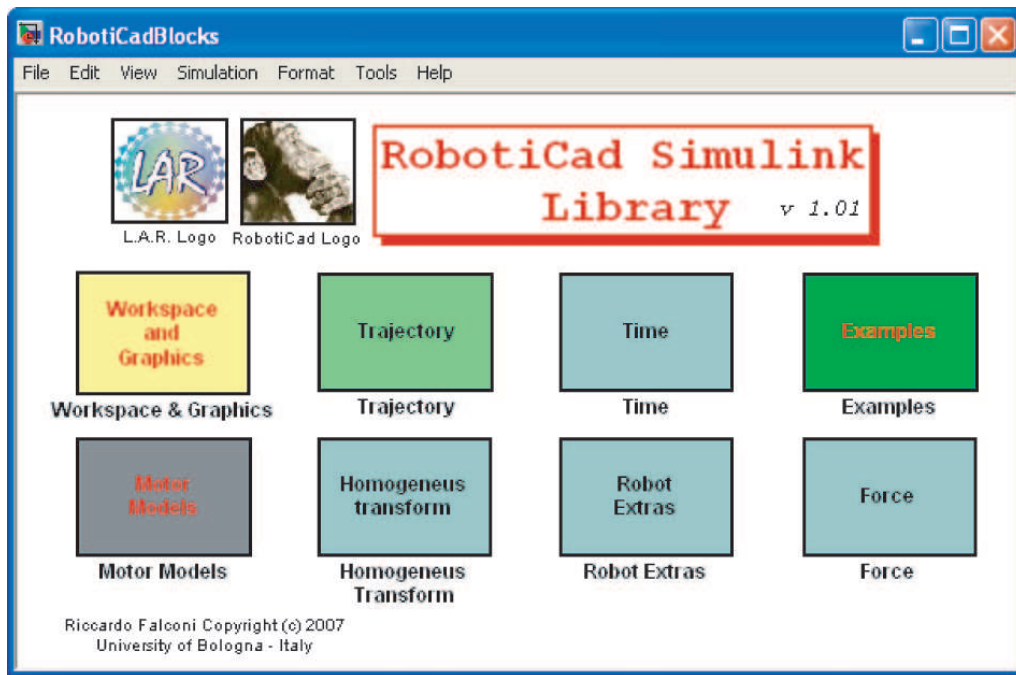 RobotiCadBlocks
File Edit View Simulation Format Tools Help
LAR
RobotiCad Simulink
Library v 1.01
L.A.R. Logo RobotiCad Logo
Workspace
and
Graphics
Trajectory
Time
Examples
Workspace & Graphics
Trajectory
Time
Examples
Motor
Models
Homogeneus
transform
Robot
Extras
Force
Motor Models
Homogeneus
Transform
Robot Extras
Force
Riccardo Falconi Copyright (c) 2007
University of Bologna - Italy